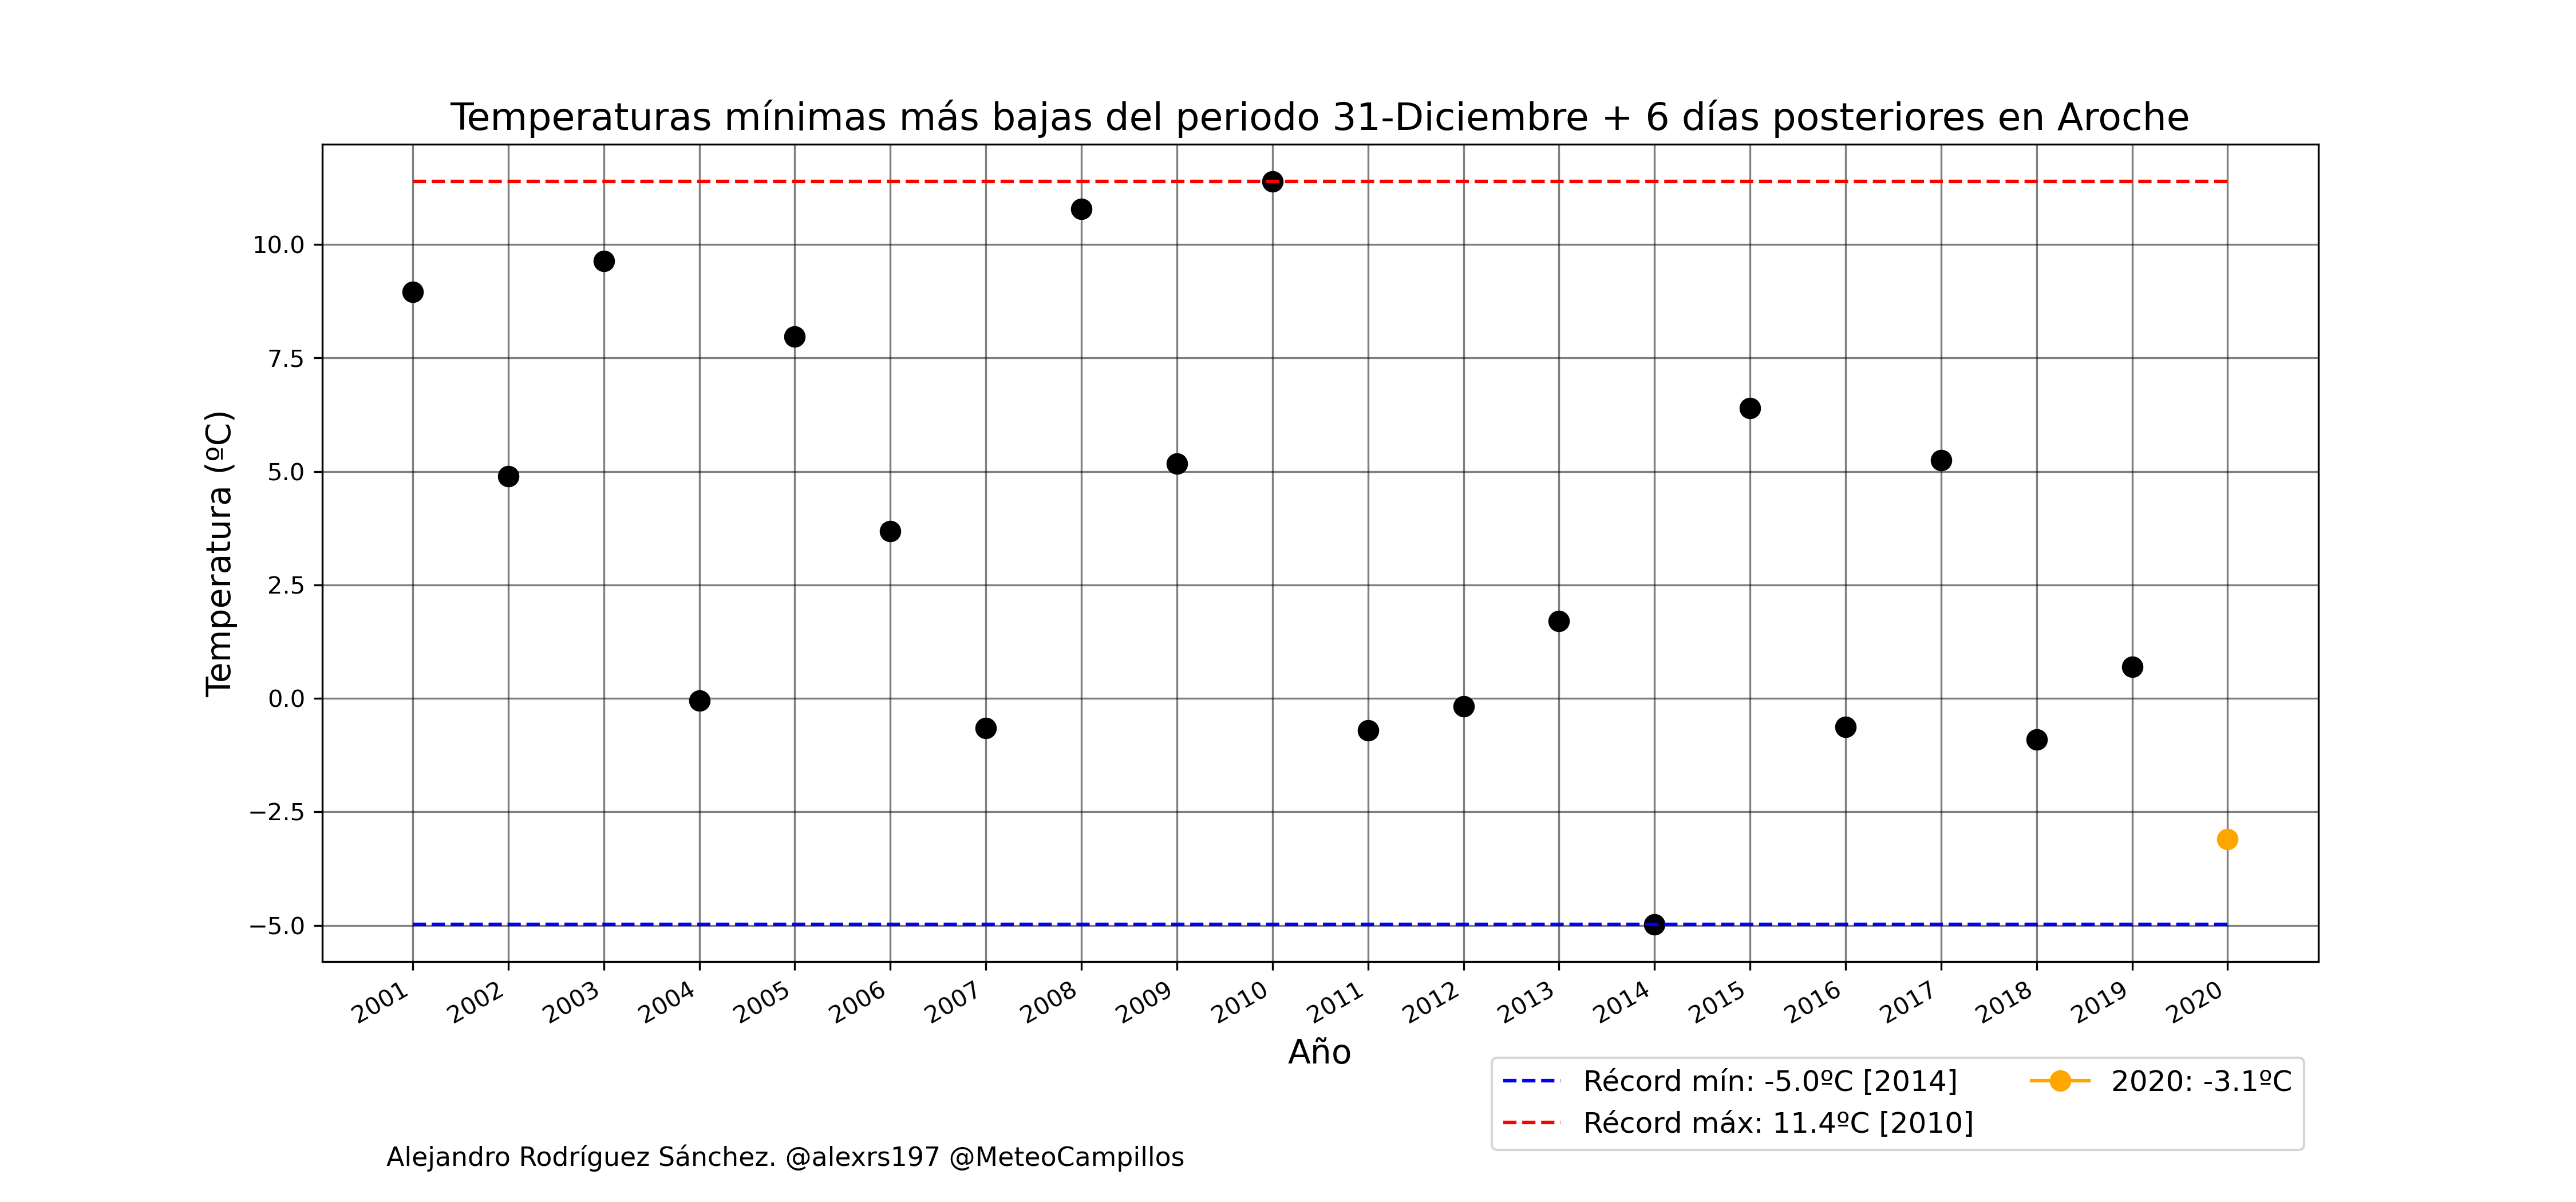 Temperaturas mínimas más bajas del periodo 31-Diciembre + 6 días posteriores en Aroche
Temperatura (ºC)
10.0
7.5
5.0
2.5
0.0
−2.5
−5.0
2001 2002 2003 2004 2005 2006 2007 2008 2009 2010 2011 2012 2013 2014 2015 2016 2017 2018 2019 2020
Año
Récord mín: -5.0ºC [2014]
Récord máx: 11.4ºC [2010]
2020: -3.1ºC
Alejandro Rodríguez Sánchez. @alexrs197 @MeteoCampillos